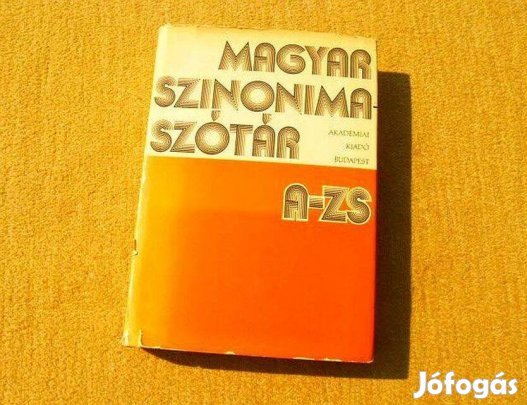 MAGYAR
SZINONIMA-
SZÓTÁR
AKADÉMIAI
KIADÓ
BUDAPEST
A-ZS
Jófogás